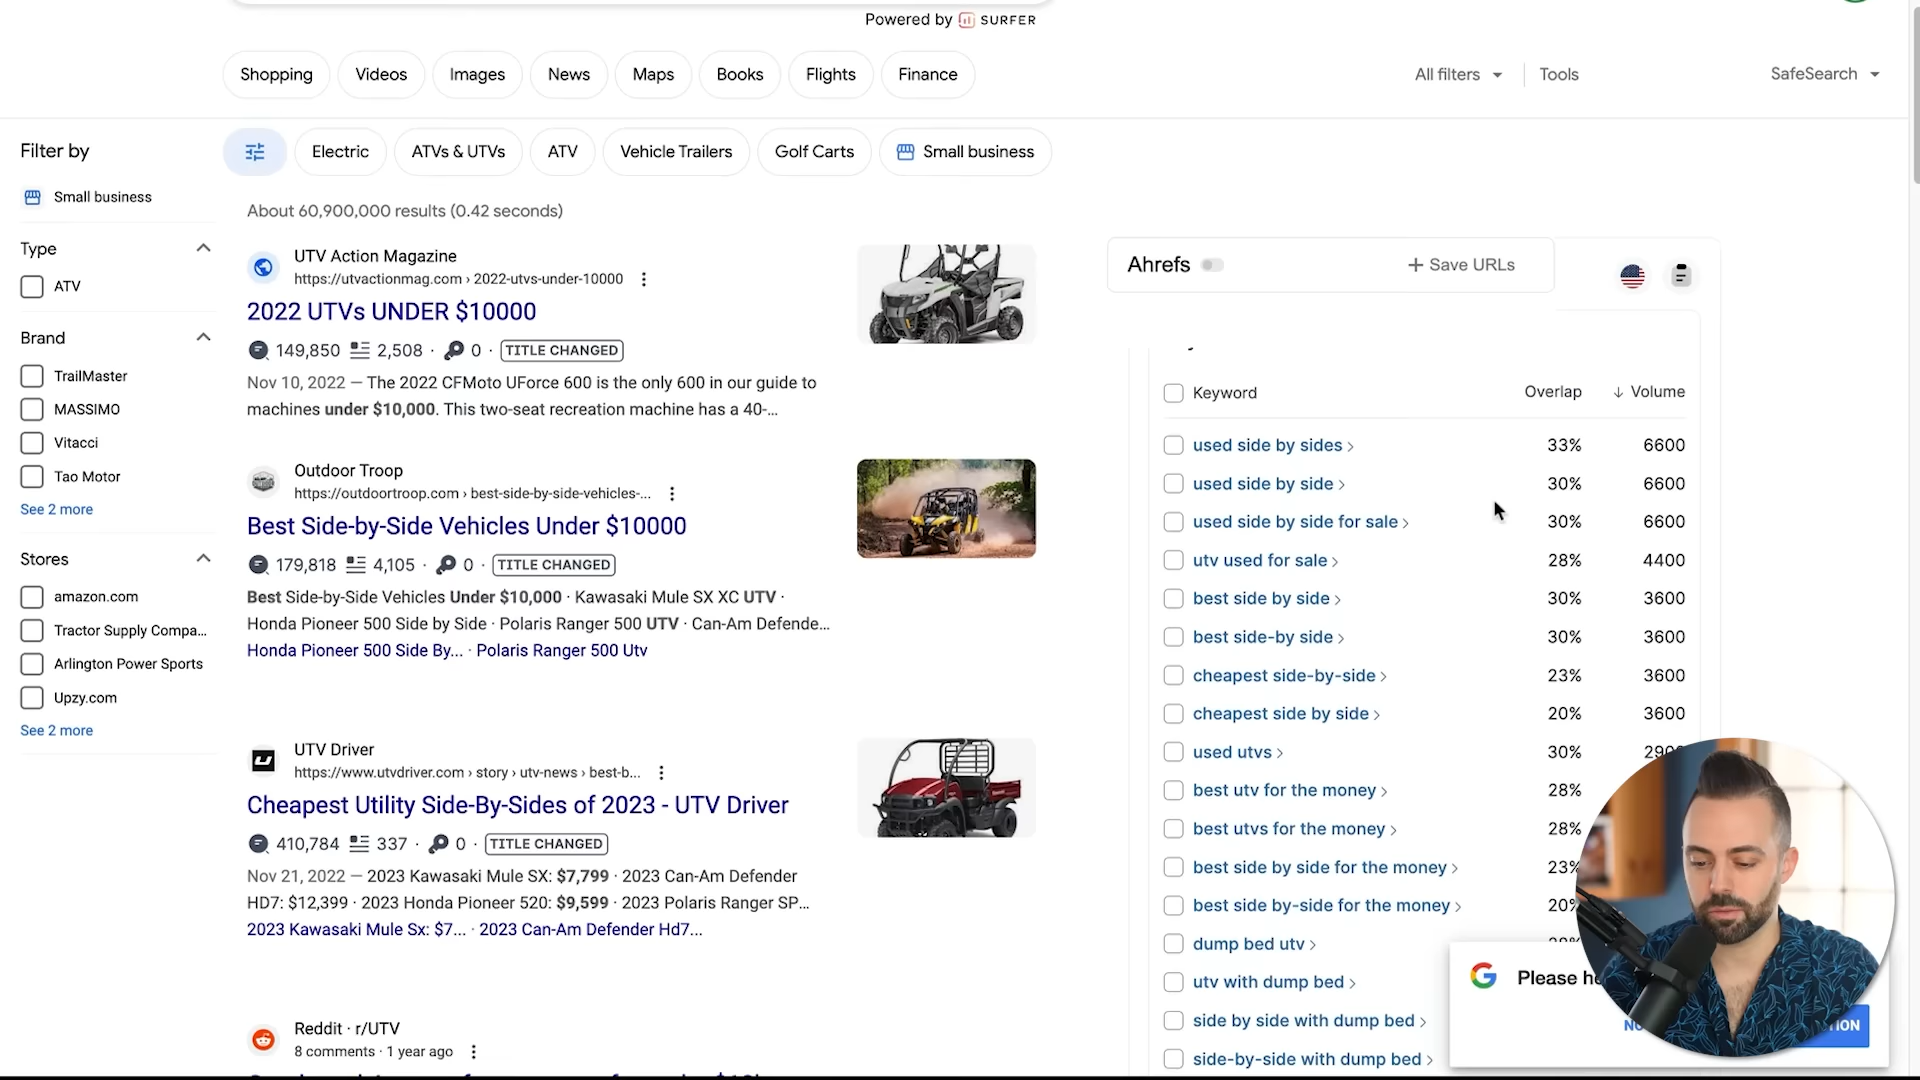 Powered by SURFER
Shopping
Videos
Images
News
Maps
Books
Flights
Finance
All filters
Tools
SafeSearch
Filter by
Small business
Type
ATV
Brand
TrailMaster
MASSIMO
Vitacci
Tao Motor
See 2 more
Stores
amazon.com
Tractor Supply Compa...
Arlington Power Sports
Upzy.com
See 2 more
Electric
ATVs & UTVs
ATV
Vehicle Trailers
Golf Carts
Small business
About 60,900,000 results (0.42 seconds)
UTV Action Magazine
https://utvactionmag.com › 2022-utvs-under-10000
2022 UTVs UNDER $10000
149,850 2,508 · 0 · TITLE CHANGED
Nov 10, 2022 — The 2022 CFMoto UForce 600 is the only 600 in our guide to
machines under $10,000. This two-seat recreation machine has a 40-...
Outdoor Troop
https://outdoortroop.com › best-side-by-side-vehicles-...
Best Side-by-Side Vehicles Under $10000
179,818 4,105 · 0 · TITLE CHANGED
Best Side-by-Side Vehicles Under $10,000 · Kawasaki Mule SX XC UTV ·
Honda Pioneer 500 Side by Side · Polaris Ranger 500 UTV · Can-Am Defende...
Honda Pioneer 500 Side By... · Polaris Ranger 500 Utv
UTV Driver
https://www.utvdriver.com › story › utv-news › best-b...
Cheapest Utility Side-By-Sides of 2023 - UTV Driver
410,784 337 · 0 · TITLE CHANGED
Nov 21, 2022 — 2023 Kawasaki Mule SX: $7,799 · 2023 Can-Am Defender
HD7: $12,399 · 2023 Honda Pioneer 520: $9,599 · 2023 Polaris Ranger SP...
2023 Kawasaki Mule Sx: $7... · 2023 Can-Am Defender Hd7...
Reddit · r/UTV
8 comments · 1 year ago
Ahrefs
+ Save URLs
Keyword Overlap ↓ Volume
used side by sides › 33% 6600
used side by side › 30% 6600
used side by side for sale › 30% 6600
utv used for sale › 28% 4400
best side by side › 30% 3600
best side-by side › 30% 3600
cheapest side-by-side › 23% 3600
cheapest side by side › 20% 3600
used utvs › 30%
best utv for the money › 28%
best utvs for the money › 28%
best side by side for the money › 23%
best side by-side for the money › 20%
dump bed utv ›
utv with dump bed ›
side by side with dump bed ›
side-by-side with dump bed ›
Please